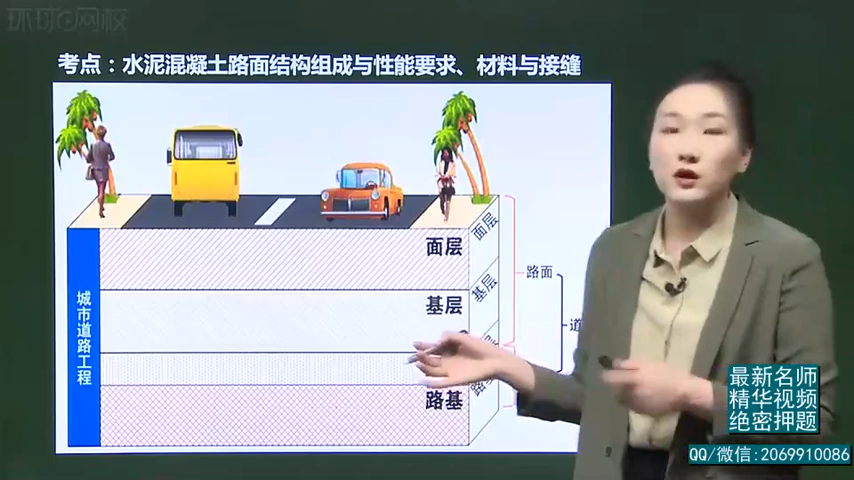 环球网校
考点：水泥混凝土路面结构组成与性能要求、材料与接缝
面层
面层
基层
基层
路面
道
城市道路工程
路基
最新名师
精华视频
绝密押题
QQ/微信:2069910086